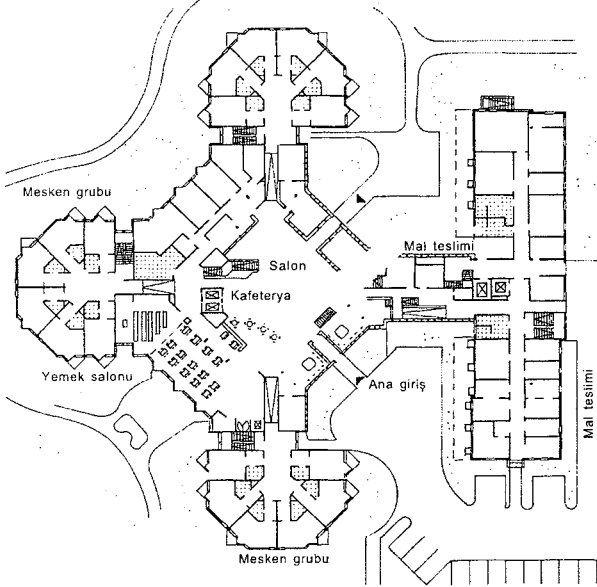 Mesken grubu
Mal teslimi
Salon
Kafeterya
Yemek salonu
Ana giriş
Mal teslimi
Mesken grubu